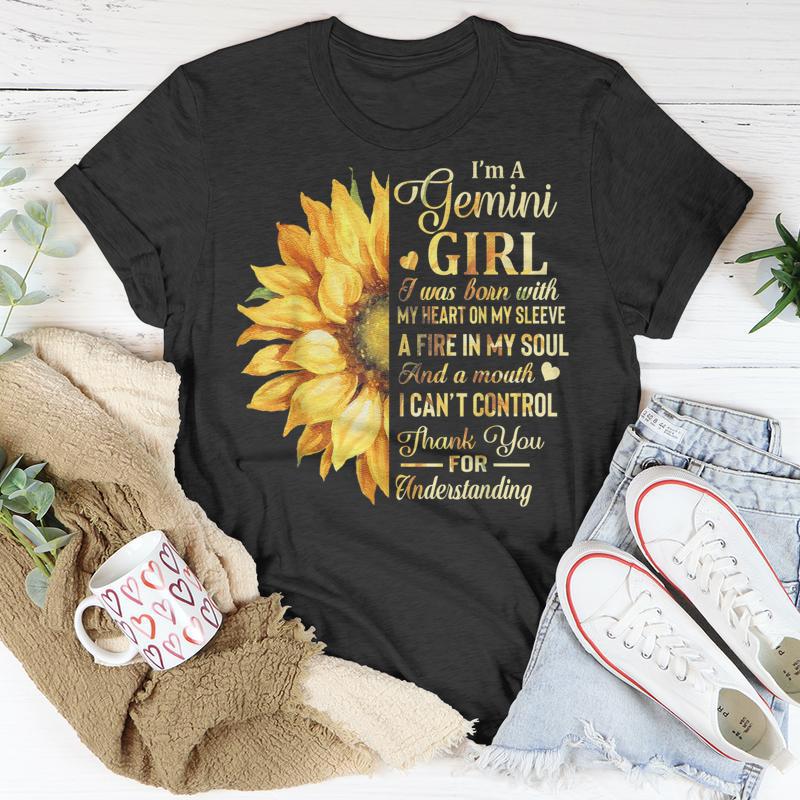 I'm A
Gemini
GIRL
I was born with
MY HEART ON MY SLEEVE
A FIRE IN MY SOUL
And a mouth
I CAN'T CONTROL
Thank You
FOR
Understanding